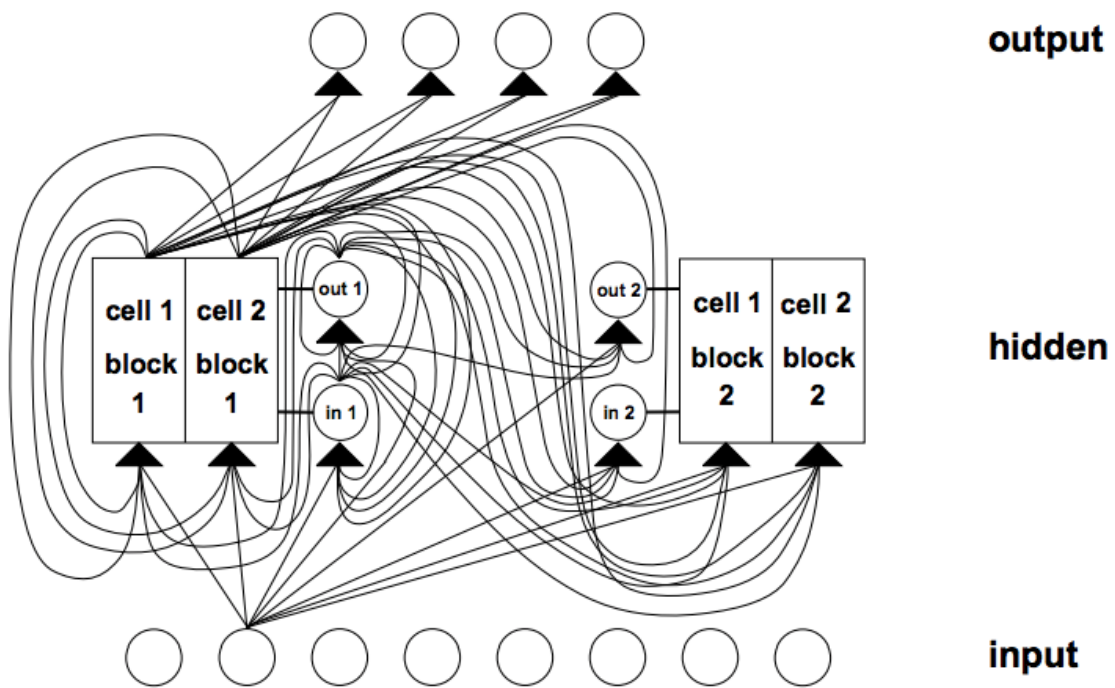 output
out 1
out 2
cell 1
cell 2
block
block
1
1
cell 1
cell 2
block
block
2
2
hidden
in 1
in 2
input